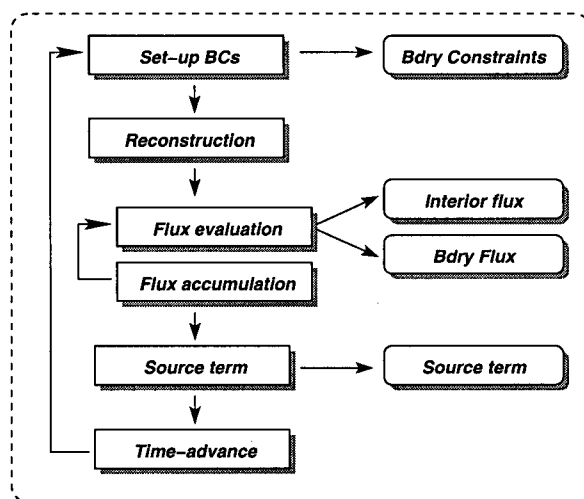 Set-up BCs
Bdry Constraints
Reconstruction
Interior flux
Flux evaluation
Bdry Flux
Flux accumulation
Source term
Source term
Time-advance